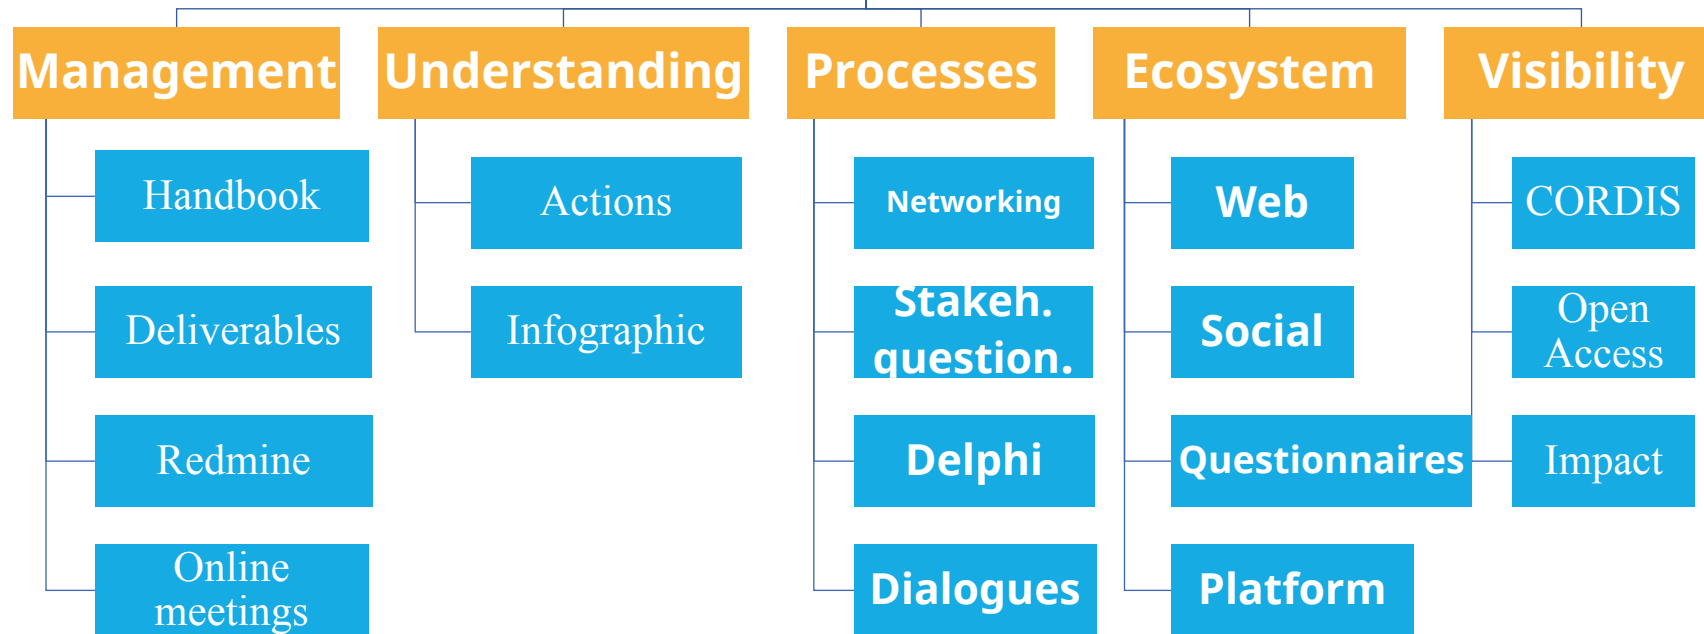 Management
Understanding
Processes
Ecosystem
Visibility
Handbook
Deliverables
Redmine
Online
meetings
Actions
Infographic
Networking
Stakeh.
question.
Delphi
Dialogues
Web
Social
Questionnaires
Platform
CORDIS
Open
Access
Impact